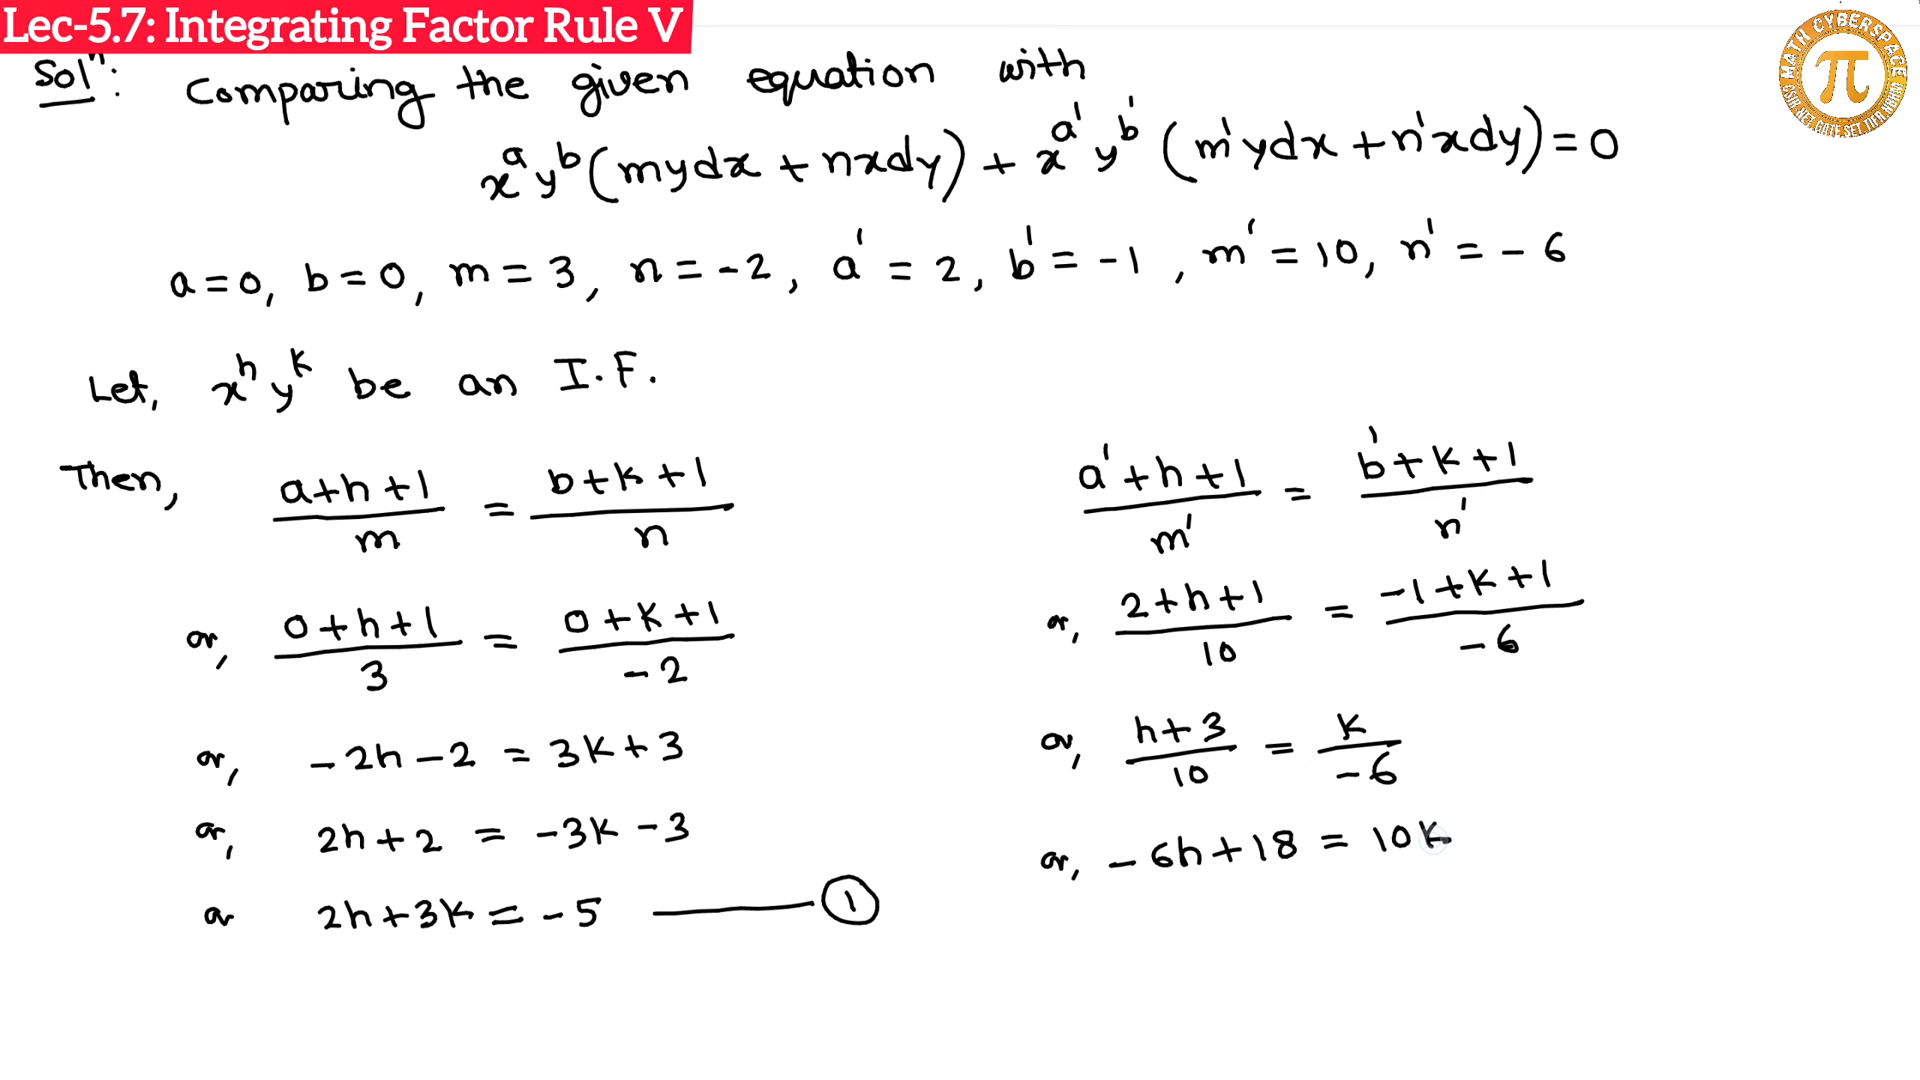 Lec-5.7: Integrating Factor Rule V
MATH CYBERSPACE
π
Solⁿ: Comparing the given equation with
x^a y^b (mydx + nxdy) + x^a' y^b' (m'ydx + n'xdy) = 0
a = 0, b = 0, m = 3, n = -2, a' = 2, b' = -1, m' = 10, n' = -6
Let, x^h y^k be an I.F.
Then, (a+h+1)/m = (b+k+1)/n
or, (0+h+1)/3 = (0+k+1)/-2
or, -2h-2 = 3k+3
or, 2h+2 = -3k-3
or 2h+3k = -5 ——— ①
(a'+h+1)/m' = (b'+k+1)/n'
or, (2+h+1)/10 = (-1+k+1)/-6
or, (h+3)/10 = k/-6
or, -6h+18 = 10k